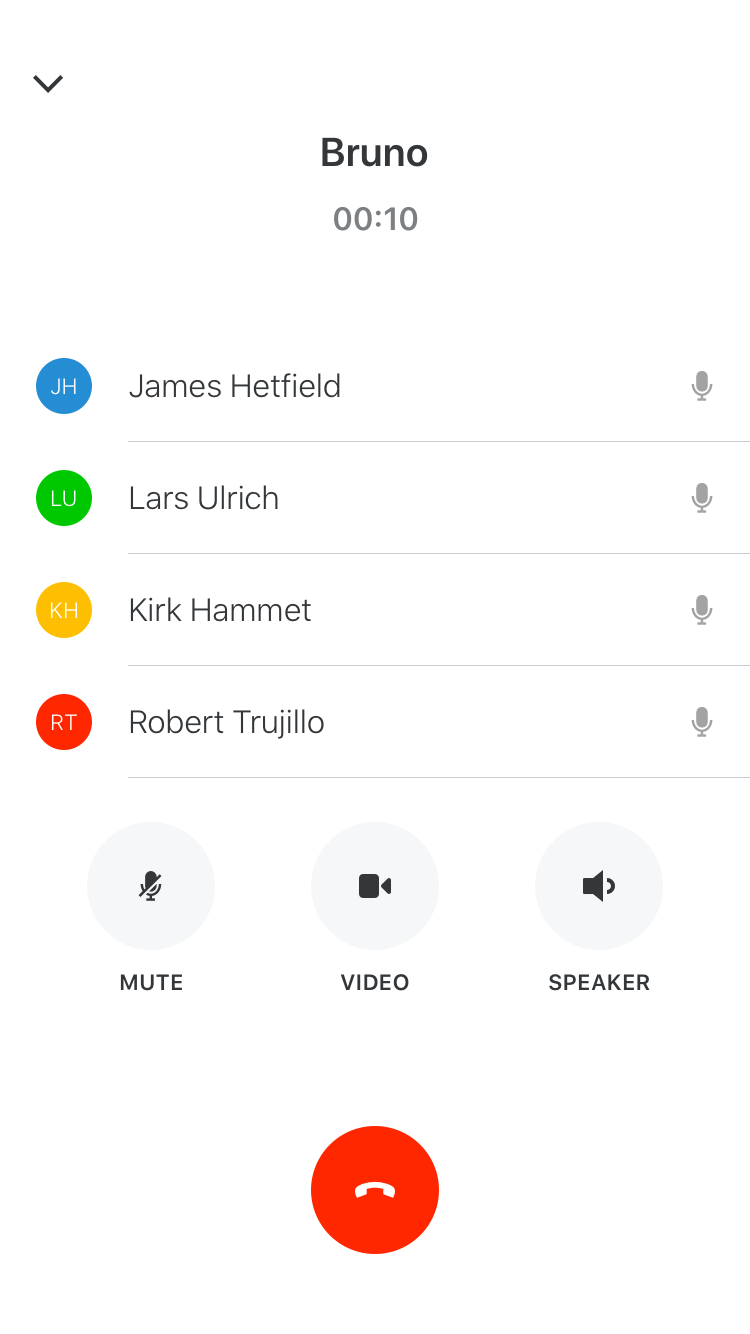 Bruno
00:10
JH James Hetfield
LU Lars Ulrich
KH Kirk Hammet
RT Robert Trujillo
MUTE VIDEO SPEAKER